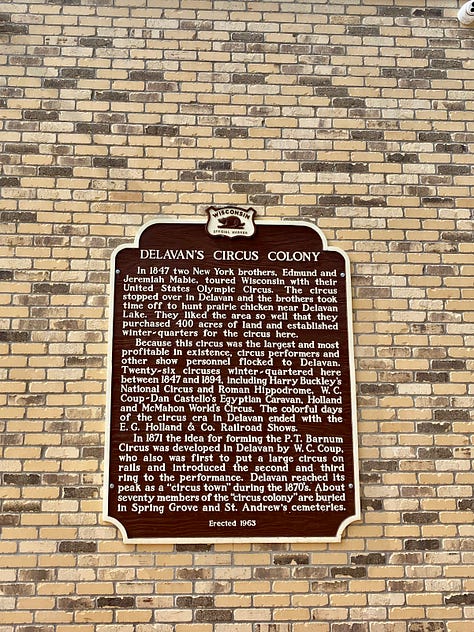 WISCONSIN
OFFICIAL MARKER
DELAVAN'S CIRCUS COLONY
In 1847 two New York brothers, Edmund and
Jeremiah Mabie, toured Wisconsin with their
United States Olympic Circus. The circus
stopped over in Delavan and the brothers took
time off to hunt prairie chicken near Delavan
Lake. They liked the area so well that they
purchased 400 acres of land and established
winter-quarters for the circus here.
Because this circus was the largest and most
profitable in existence, circus performers and
other show personnel flocked to Delavan.
Twenty-six circuses winter-quartered here
between 1847 and 1894, including Harry Buckley's
National Circus and Roman Hippodrome, W. C.
Coup-Dan Castello's Egyptian Caravan, Holland
and McMahon World's Circus. The colorful days
of the circus era in Delavan ended with the
E. G. Holland & Co. Railroad Shows.
In 1871 the idea for forming the P. T. Barnum
Circus was developed in Delavan by W. C. Coup,
who also was first to put a large circus on
rails and introduced the second and third
ring to the performance. Delavan reached its
peak as a "circus town" during the 1870's. About
seventy members of the "circus colony" are buried
in Spring Grove and St. Andrew's cemeteries.
Erected 1963